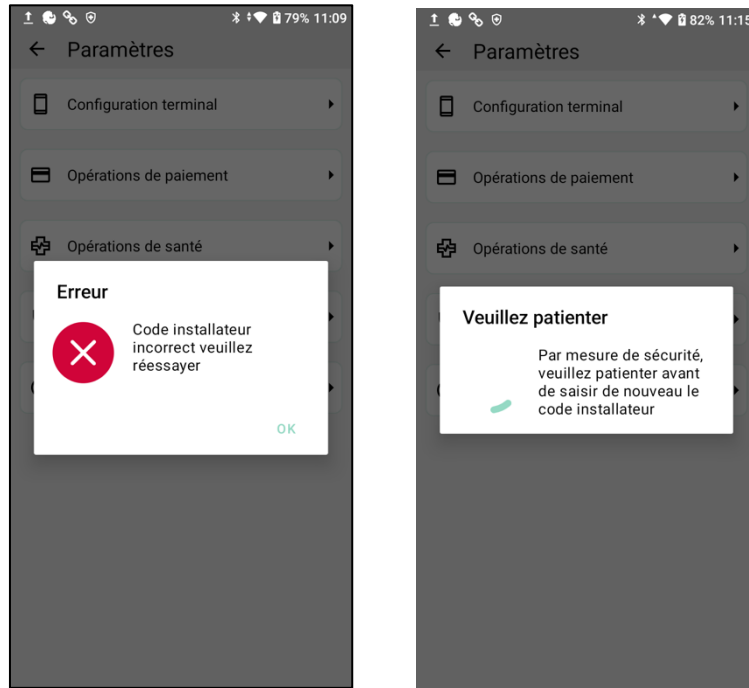 79% 11:09
Paramètres
Configuration terminal
Opérations de paiement
Opérations de santé
Erreur
Code installateur
incorrect veuillez
réessayer
OK
82% 11:15
Paramètres
Configuration terminal
Opérations de paiement
Opérations de santé
Veuillez patienter
Par mesure de sécurité,
veuillez patienter avant
de saisir de nouveau le
code installateur